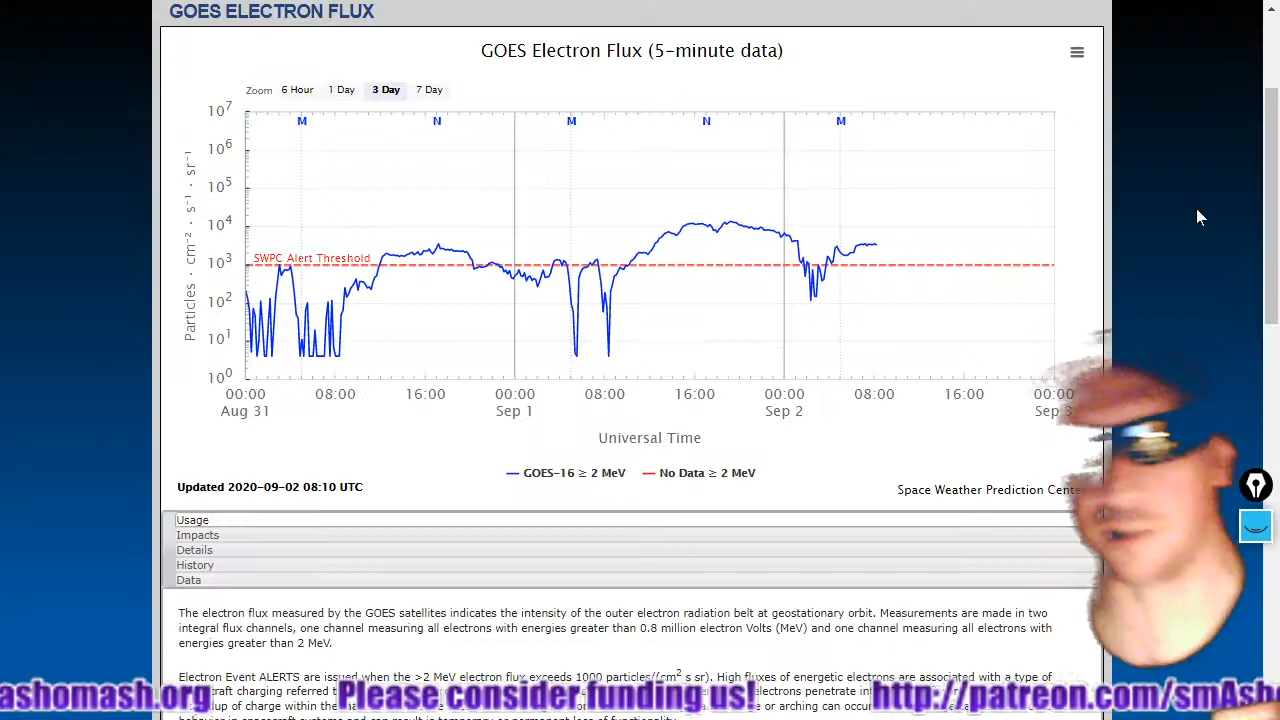 GOES ELECTRON FLUX
GOES Electron Flux (5-minute data)
Zoom 6 Hour 1 Day 3 Day 7 Day
10⁷
M N M N M
10⁶
10⁵
10⁴
SWPC Alert Threshold
10³
10²
10¹
10⁰
Particles · cm⁻² · s⁻¹ · sr⁻¹
00:00 08:00 16:00 00:00 08:00 16:00 00:00 08:00 16:00 00:00
Aug 31 Sep 1 Sep 2 Sep 3
Universal Time
GOES-16 ≥ 2 MeV No Data ≥ 2 MeV
Updated 2020-09-02 08:10 UTC
Space Weather Prediction Cente
Usage
Impacts
Details
History
Data
The electron flux measured by the GOES satellites indicates the intensity of the outer electron radiation belt at geostationary orbit. Measurements are made in two
integral flux channels, one channel measuring all electrons with energies greater than 0.8 million electron Volts (MeV) and one channel measuring all electrons with
energies greater than 2 MeV.
Electron Event ALERTS are issued when the >2 MeV electron flux exceeds 1000 particles/(cm² s sr). High fluxes of energetic electrons are associated with a type of
ashomash.org Please consider funding us! http://patreon.com/smAsh